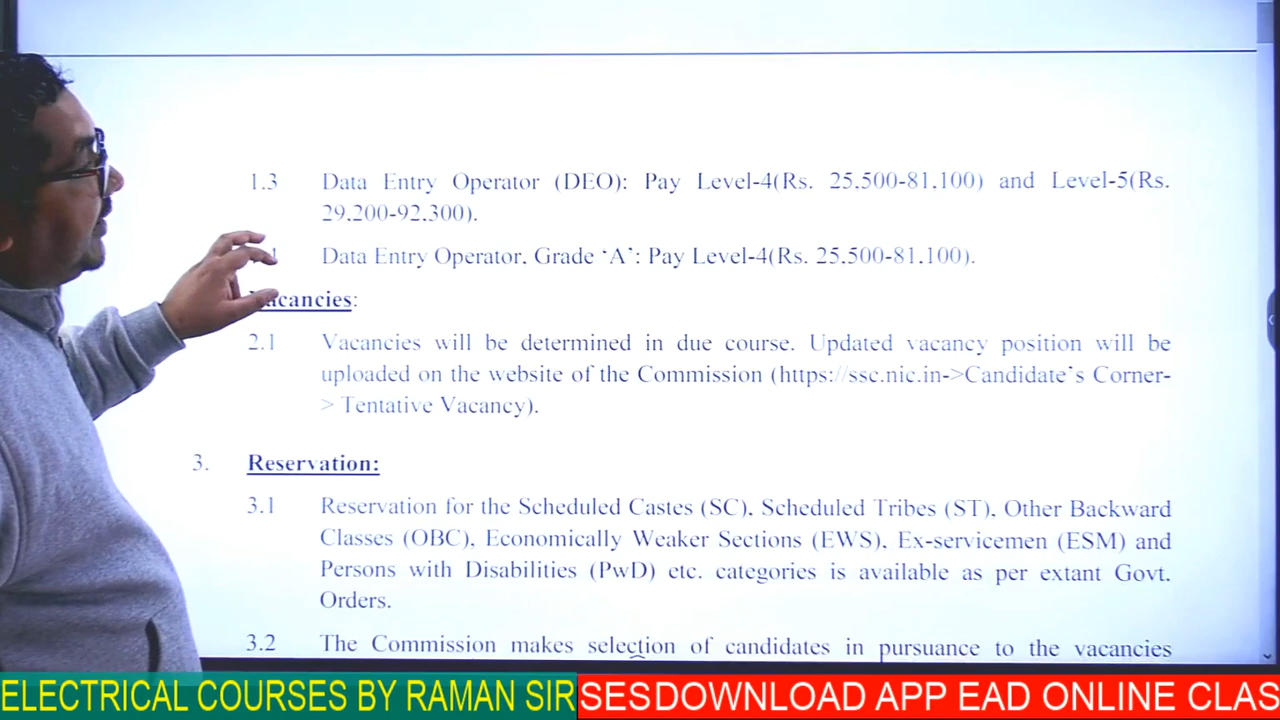 1.3 Data Entry Operator (DEO): Pay Level-4(Rs. 25,500-81,100) and Level-5(Rs.
29,200-92,300).
Data Entry Operator, Grade ‘A’: Pay Level-4(Rs. 25,500-81,100).
Vacancies:
2.1 Vacancies will be determined in due course. Updated vacancy position will be
uploaded on the website of the Commission (https://ssc.nic.in->Candidate’s Corner-
> Tentative Vacancy).
3. Reservation:
3.1 Reservation for the Scheduled Castes (SC), Scheduled Tribes (ST), Other Backward
Classes (OBC), Economically Weaker Sections (EWS), Ex-servicemen (ESM) and
Persons with Disabilities (PwD) etc. categories is available as per extant Govt.
Orders.
3.2 The Commission makes selection of candidates in pursuance to the vacancies
ELECTRICAL COURSES BY RAMAN SIR SESDOWNLOAD APP EAD ONLINE CLAS